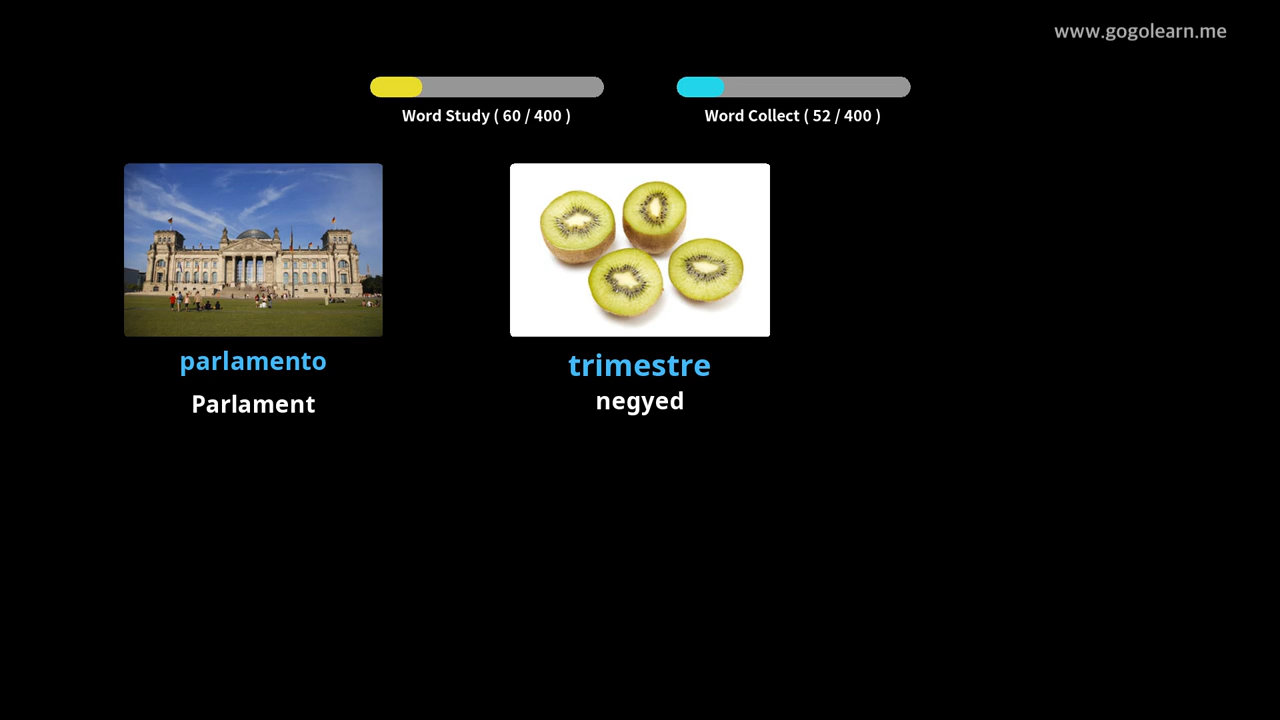 www.gogolearn.me
Word Study ( 60 / 400 )
Word Collect ( 52 / 400 )
parlamento
Parlament
trimestre
negyed